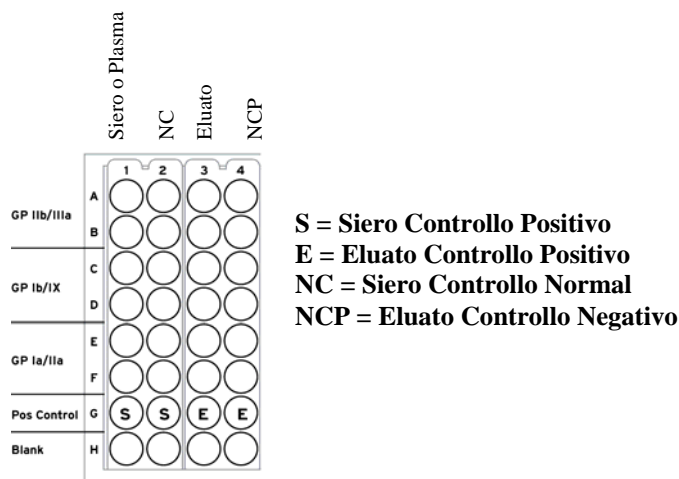 Siero o Plasma
NC
Eluato
NCP
1 2 3 4
A
GP IIb/IIIa
B
C
GP Ib/IX
D
E
GP Ia/IIa
F
Pos Control G S S E E
Blank H
S = Siero Controllo Positivo
E = Eluato Controllo Positivo
NC = Siero Controllo Normal
NCP = Eluato Controllo Negativo